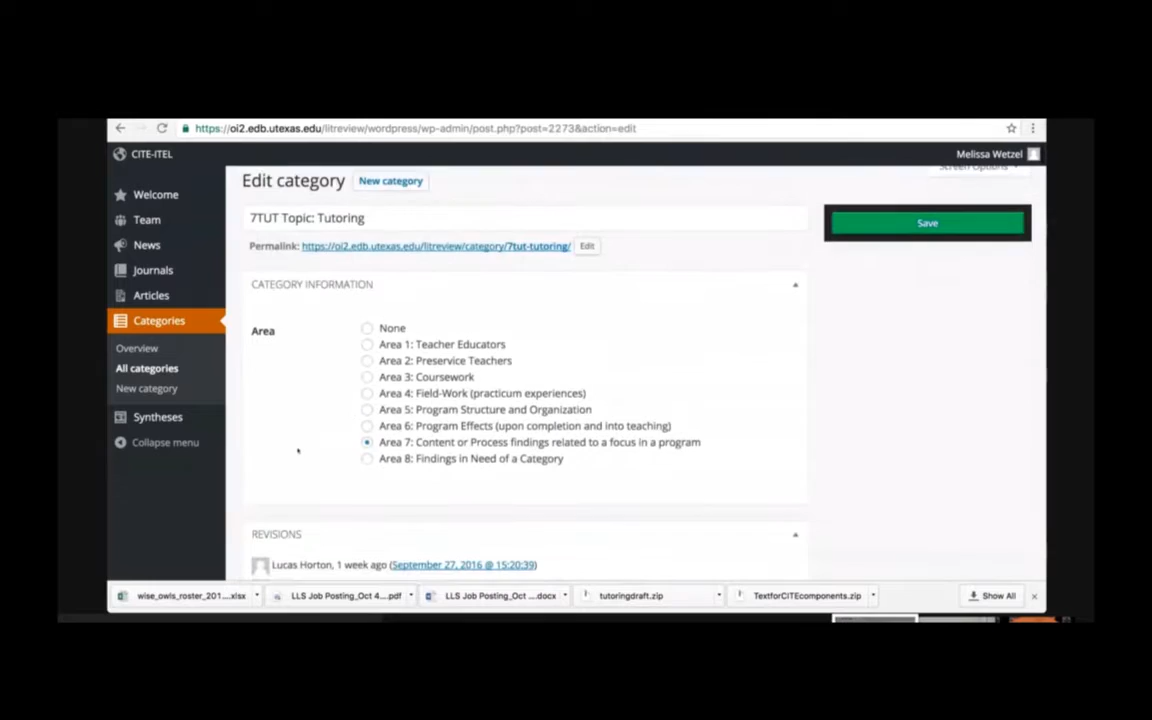 https://oi2.edb.utexas.edu/litreview/wordpress/wp-admin/post.php?post=2273&action=edit
CITE-ITEL
Melissa Wetzel
Screen Options
Edit category
New category
Welcome
Team
News
Journals
Articles
Categories
Overview
All categories
New category
Syntheses
Collapse menu
7TUT Topic: Tutoring
Save
Permalink: https://oi2.edb.utexas.edu/litreview/category/7tut-tutoring/ Edit
CATEGORY INFORMATION
Area
None
Area 1: Teacher Educators
Area 2: Preservice Teachers
Area 3: Coursework
Area 4: Field-Work (practicum experiences)
Area 5: Program Structure and Organization
Area 6: Program Effects (upon completion and into teaching)
Area 7: Content or Process findings related to a focus in a program
Area 8: Findings in Need of a Category
REVISIONS
Lucas Horton, 1 week ago (September 27, 2016 @ 15:20:39)
wise_owls_roster_201....xlsx
LLS Job Posting_Oct 4....pdf
LLS Job Posting_Oct ....docx
tutoringdraft.zip
TextforCITEcomponents.zip
Show All